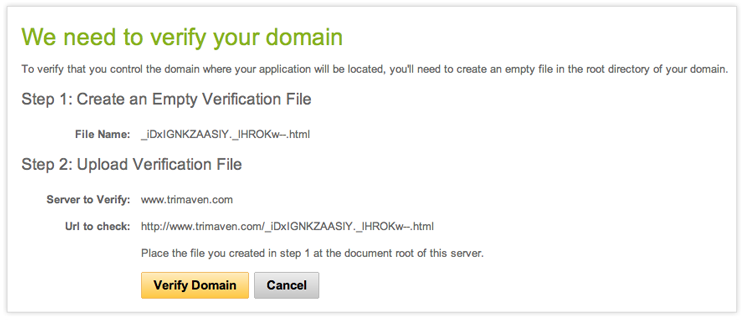 We need to verify your domain
To verify that you control the domain where your application will be located, you'll need to create an empty file in the root directory of your domain.
Step 1: Create an Empty Verification File
File Name: _iDxIGNKZAASlY._lHROKw--.html
Step 2: Upload Verification File
Server to Verify: www.trimaven.com
Url to check: http://www.trimaven.com/_iDxIGNKZAASlY._lHROKw--.html
Place the file you created in step 1 at the document root of this server.
Verify Domain Cancel